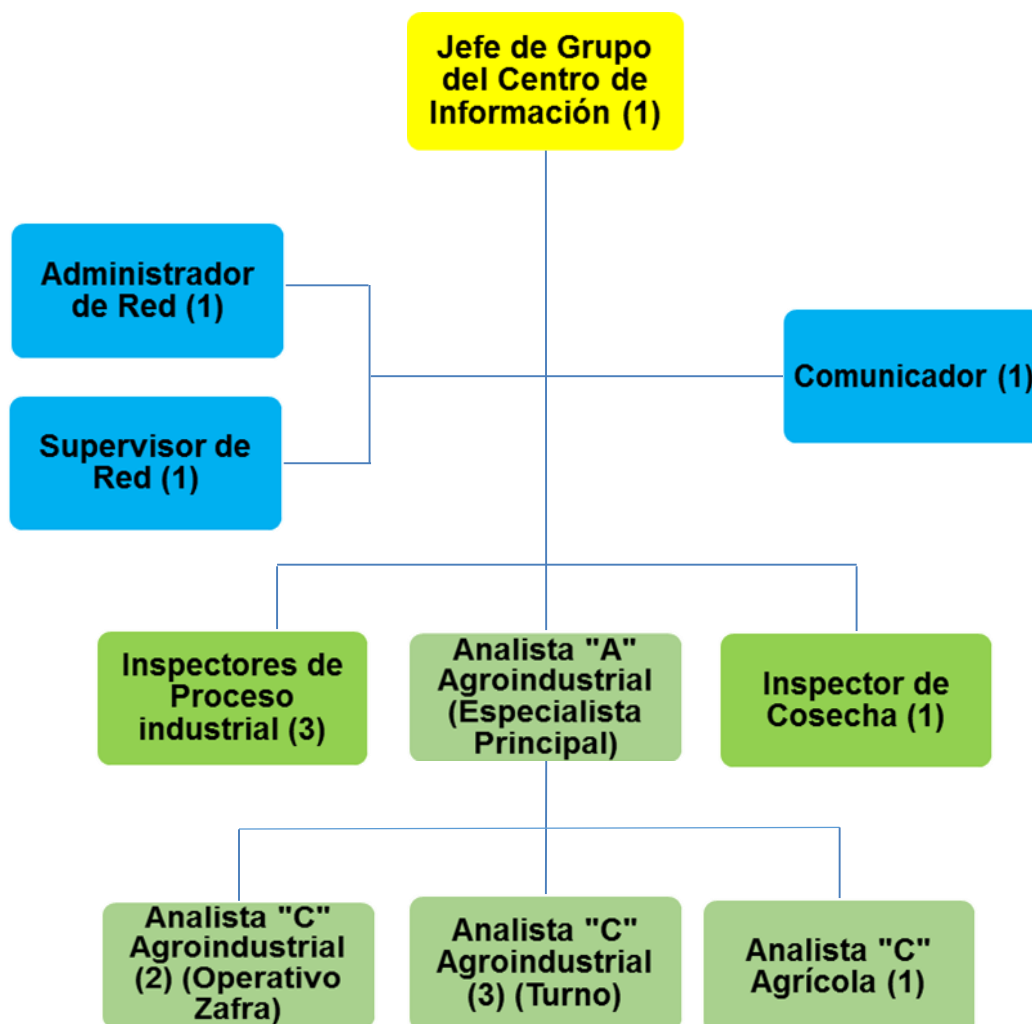 Jefe de Grupo
del Centro de
Información (1)
Administrador
de Red (1)
Comunicador (1)
Supervisor de
Red (1)
Inspectores de
Proceso
industrial (3)
Analista "A"
Agroindustrial
(Especialista
Principal)
Inspector de
Cosecha (1)
Analista "C"
Agroindustrial
(2) (Operativo
Zafra)
Analista "C"
Agroindustrial
(3) (Turno)
Analista "C"
Agrícola (1)